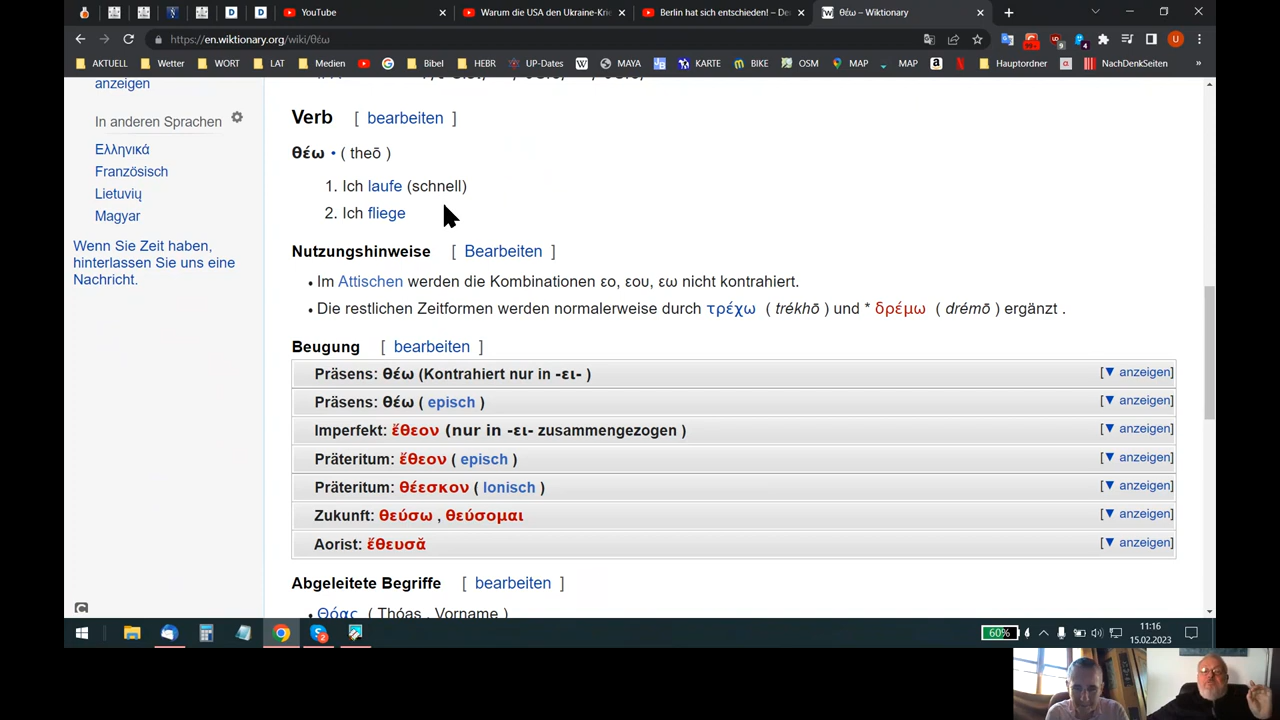 YouTube
Warum die USA den Ukraine-Krie
Berlin hat sich entschieden! – De
θέω – Wiktionary
https://en.wiktionary.org/wiki/θέω
AKTUELL
Wetter
WORT
LAT
Medien
Bibel
HEBR
UP-Dates
MAYA
KARTE
BIKE
OSM
MAP
MAP
Hauptordner
NachDenkSeiten
anzeigen
In anderen Sprachen
Ελληνικά
Französisch
Lietuvių
Magyar
Wenn Sie Zeit haben,
hinterlassen Sie uns eine
Nachricht.
Verb [ bearbeiten ]
θέω • ( theō )
1. Ich laufe (schnell)
2. Ich fliege
Nutzungshinweise [ Bearbeiten ]
• Im Attischen werden die Kombinationen εο, εου, εω nicht kontrahiert.
• Die restlichen Zeitformen werden normalerweise durch τρέχω ( trékhō ) und * δρέμω ( drémō ) ergänzt .
Beugung [ bearbeiten ]
Präsens: θέω (Kontrahiert nur in -ει- ) [▼ anzeigen]
Präsens: θέω ( episch ) [▼ anzeigen]
Imperfekt: ἔθεον (nur in -ει- zusammengezogen ) [▼ anzeigen]
Präteritum: ἔθεον ( episch ) [▼ anzeigen]
Präteritum: θέεσκον ( Ionisch ) [▼ anzeigen]
Zukunft: θεύσω , θεύσομαι [▼ anzeigen]
Aorist: ἔθευσᾰ [▼ anzeigen]
Abgeleitete Begriffe [ bearbeiten ]
• Θόας ( Thóas , Vorname )
60%
11:16
15.02.2023